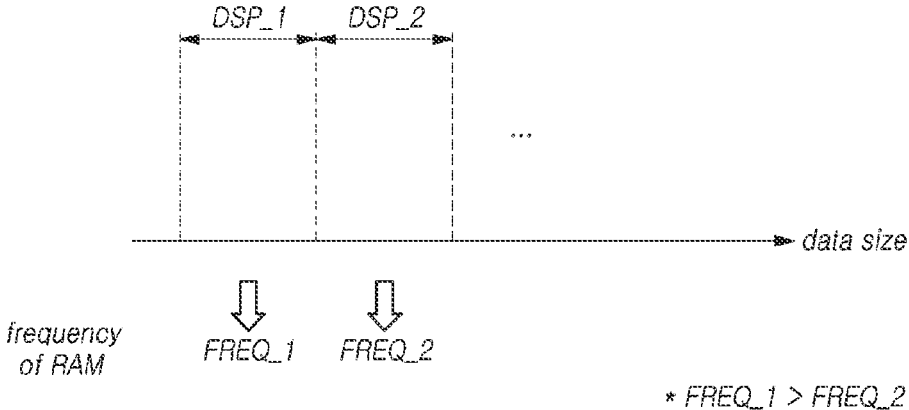 DSP_1 DSP_2
...
data size
frequency
of RAM
FREQ_1 FREQ_2
* FREQ_1 > FREQ_2